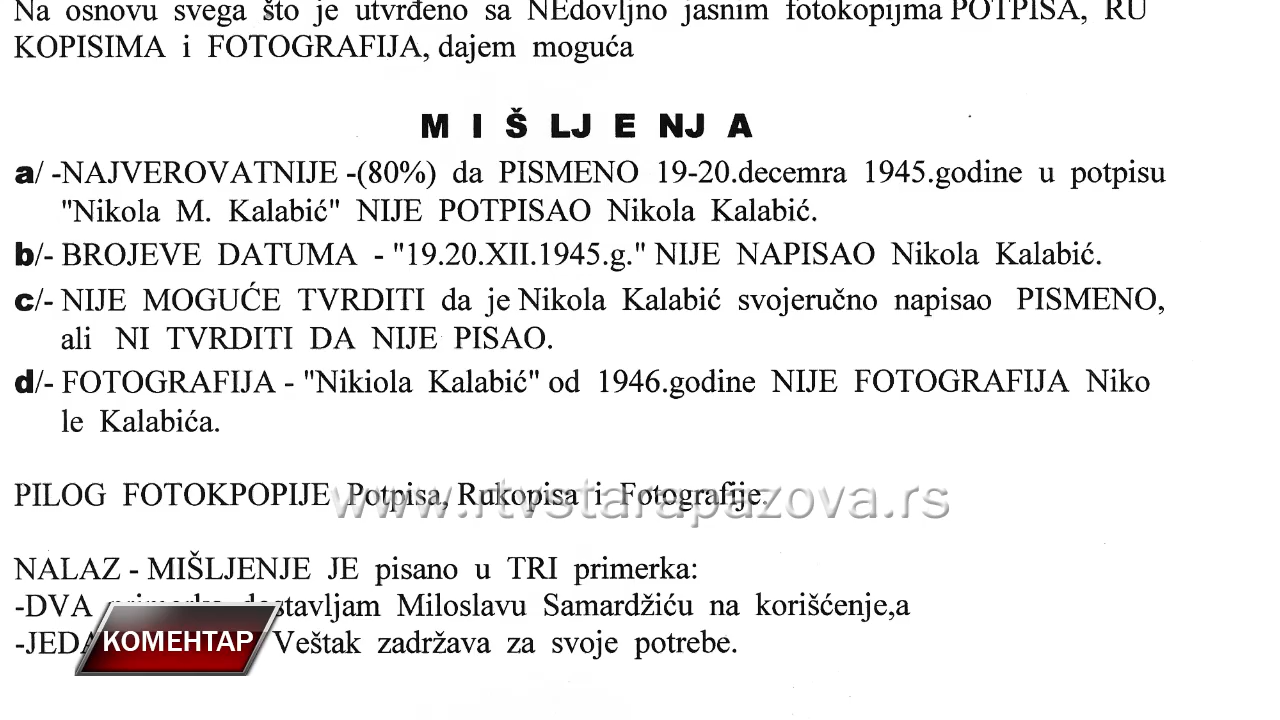 Na osnovu svega što je utvrđeno sa NEdovljno jasnim fotokopijma POTPISA, RU
KOPISIMA i FOTOGRAFIJA, dajem moguća
M I Š LJ E NJ A
a/ -NAJVEROVATNIJE -(80%) da PISMENO 19-20.decemra 1945.godine u potpisu
"Nikola M. Kalabić" NIJE POTPISAO Nikola Kalabić.
b/- BROJEVE DATUMA - "19.20.XII.1945.g." NIJE NAPISAO Nikola Kalabić.
c/- NIJE MOGUĆE TVRDITI da je Nikola Kalabić svojeručno napisao PISMENO,
ali NI TVRDITI DA NIJE PISAO.
d/- FOTOGRAFIJA - "Nikiola Kalabić" od 1946.godine NIJE FOTOGRAFIJA Niko
le Kalabića.
PILOG FOTOKPOPIJE Potpisa, Rukopisa i Fotografije.
www.rtvstarapazova.rs
NALAZ - MIŠLJENJE JE pisano u TRI primerka:
-DVA primerka dostavljam Miloslavu Samardžiću na korišćenje,a
-JEDA Veštak zadržava za svoje potrebe.
КОМЕНТАР